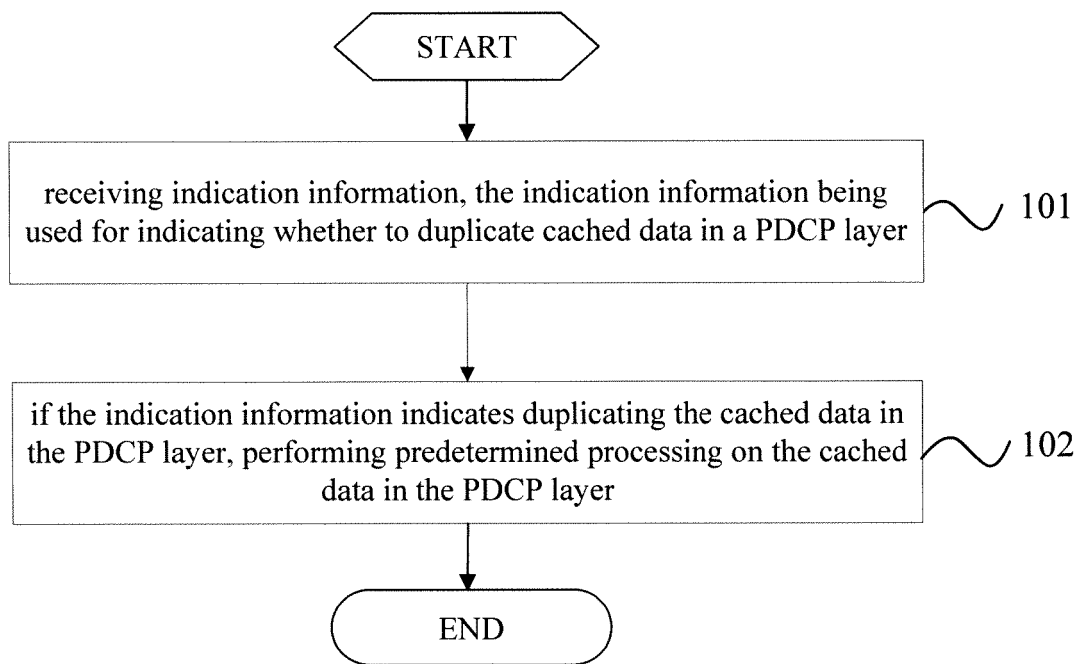 START
receiving indication information, the indication information being
used for indicating whether to duplicate cached data in a PDCP layer
101
if the indication information indicates duplicating the cached data in
the PDCP layer, performing predetermined processing on the cached
data in the PDCP layer
102
END